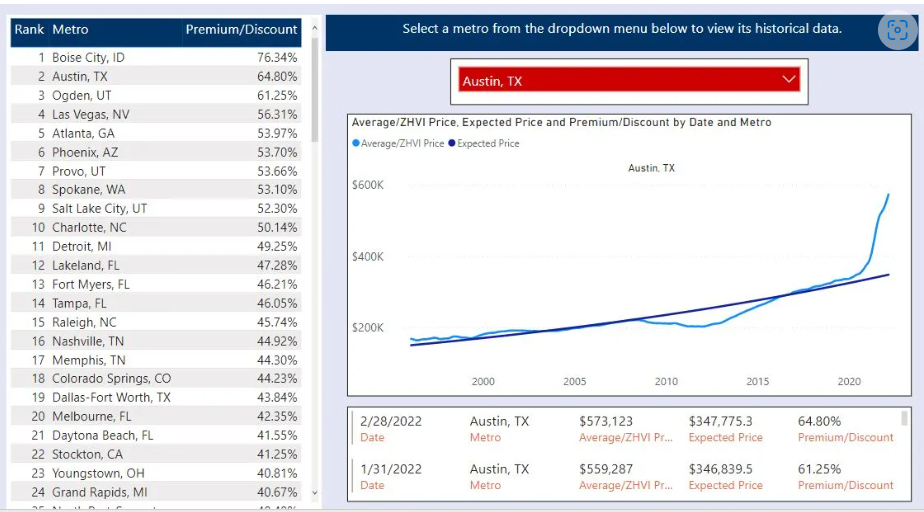 Rank Metro Premium/Discount
1 Boise City, ID 76.34%
2 Austin, TX 64.80%
3 Ogden, UT 61.25%
4 Las Vegas, NV 56.31%
5 Atlanta, GA 53.97%
6 Phoenix, AZ 53.70%
7 Provo, UT 53.66%
8 Spokane, WA 53.10%
9 Salt Lake City, UT 52.30%
10 Charlotte, NC 50.14%
11 Detroit, MI 49.25%
12 Lakeland, FL 47.28%
13 Fort Myers, FL 46.21%
14 Tampa, FL 46.05%
15 Raleigh, NC 45.74%
16 Nashville, TN 44.92%
17 Memphis, TN 44.30%
18 Colorado Springs, CO 44.23%
19 Dallas-Fort Worth, TX 43.84%
20 Melbourne, FL 42.35%
21 Daytona Beach, FL 41.55%
22 Stockton, CA 41.25%
23 Youngstown, OH 40.81%
24 Grand Rapids, MI 40.67%
Select a metro from the dropdown menu below to view its historical data.
Austin, TX
Average/ZHVI Price, Expected Price and Premium/Discount by Date and Metro
Average/ZHVI Price Expected Price
Austin, TX
$600K
$400K
$200K
2000 2005 2010 2015 2020
2/28/2022 Austin, TX $573,123 $347,775.3 64.80%
Date Metro Average/ZHVI Pr... Expected Price Premium/Discount
1/31/2022 Austin, TX $559,287 $346,839.5 61.25%
Date Metro Average/ZHVI Pr... Expected Price Premium/Discount